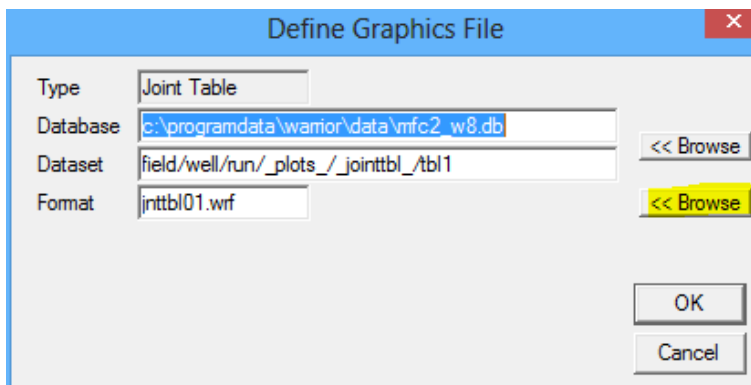 Define Graphics File
Type Joint Table
Database c:\programdata\warrior\data\mfc2_w8.db
<< Browse
Dataset field/well/run/_plots_/_jointtbl_/tbl1
Format jnttbl01.wrf
<< Browse
OK
Cancel